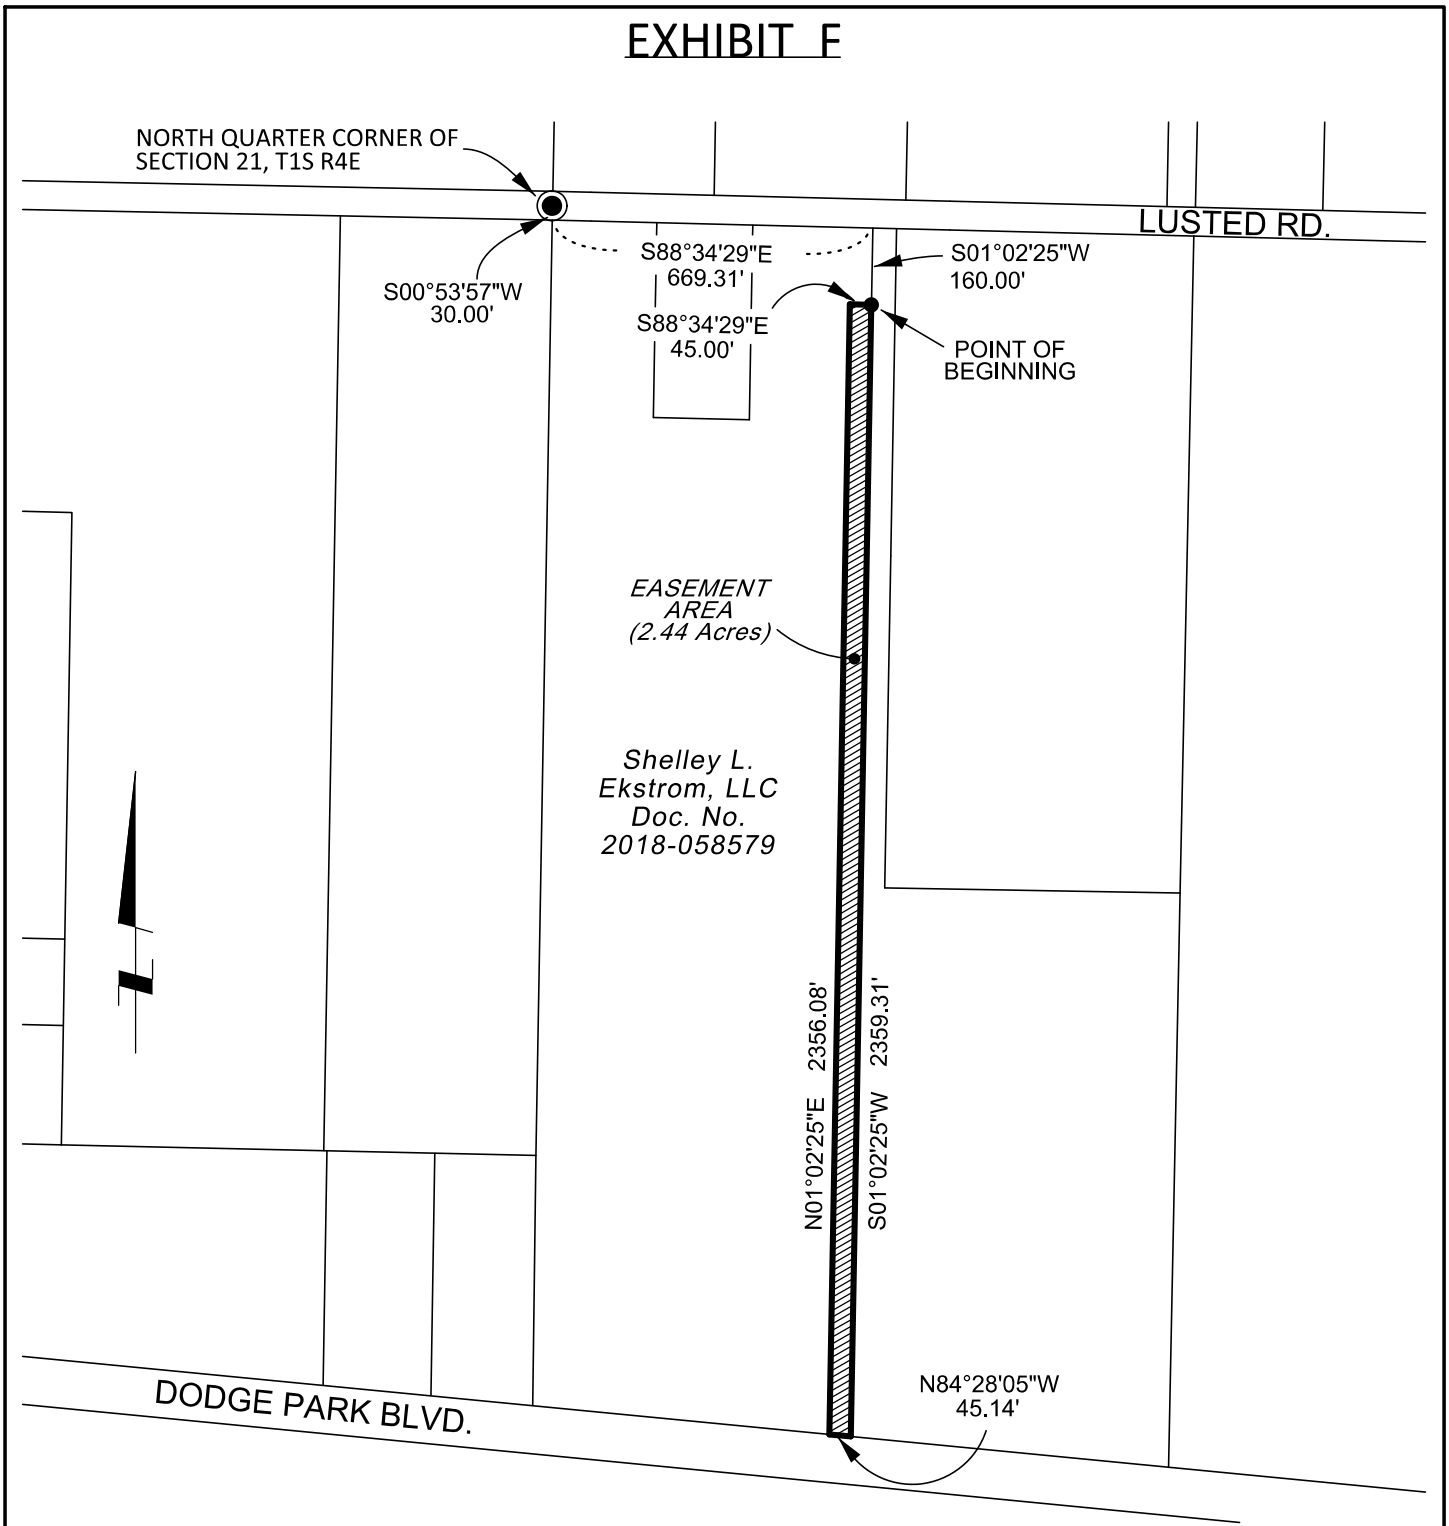 EXHIBIT F
NORTH QUARTER CORNER OF
SECTION 21, T1S R4E
LUSTED RD.
S88°34'29"E
669.31'
S01°02'25"W
160.00'
S00°53'57"W
30.00'
S88°34'29"E
45.00'
POINT OF
BEGINNING
EASEMENT
AREA
(2.44 Acres)
Shelley L.
Ekstrom, LLC
Doc. No.
2018-058579
N01°02'25"E 2356.08'
S01°02'25"W 2359.31'
N84°28'05"W
45.14'
DODGE PARK BLVD.